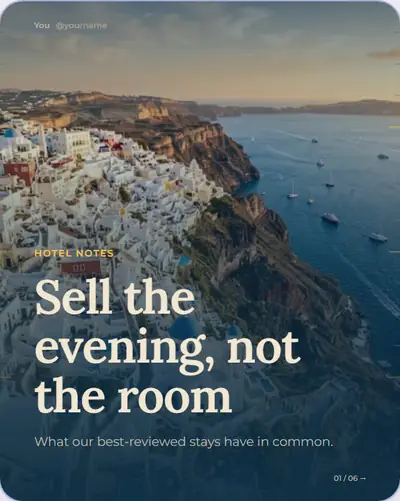 You @yourname
HOTEL NOTES
Sell the
evening, not
the room
What our best-reviewed stays have in common.
01 / 06 →